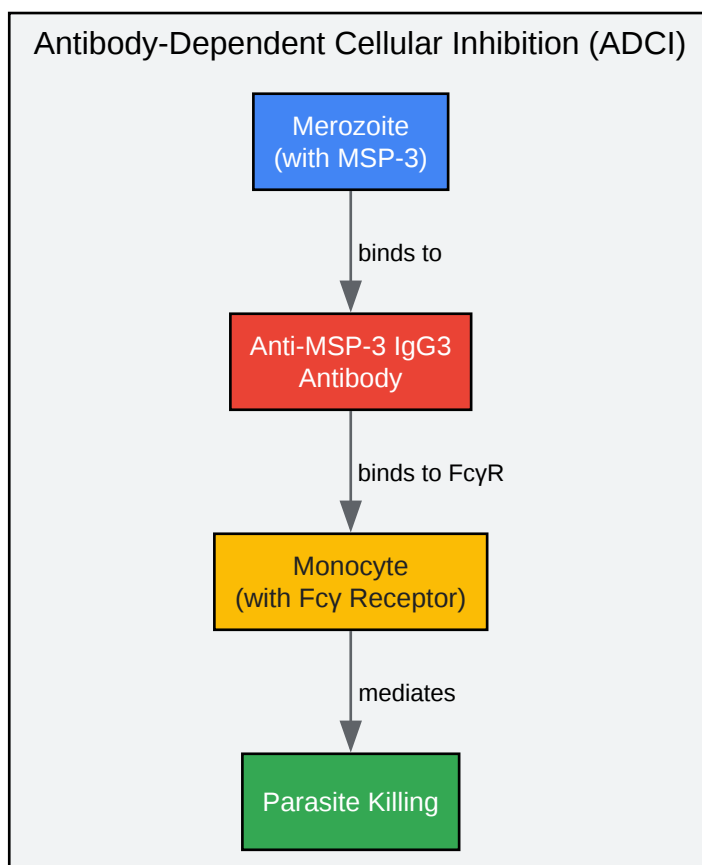 Antibody-Dependent Cellular Inhibition (ADCI)
Merozoite
(with MSP-3)
binds to
Anti-MSP-3 IgG3
Antibody
binds to FcγR
Monocyte
(with Fcγ Receptor)
mediates
Parasite Killing